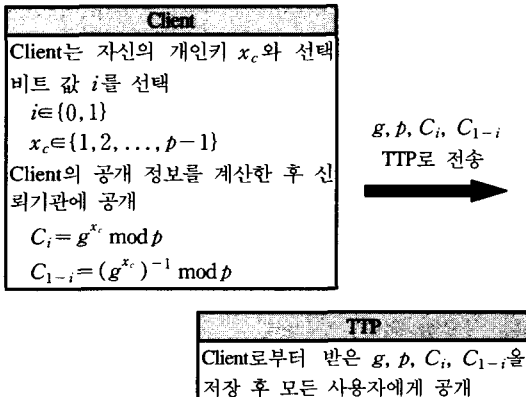 Client
Client는 자신의 개인키 x_c와 선택
비트 값 i를 선택
i∈{0,1}
x_c∈{1,2,...,p−1}
Client의 공개 정보를 계산한 후 신
뢰기관에 공개
C_i=g^{x_c} mod p
C_{1−i}=(g^{x_c})^{−1} mod p
g, p, C_i, C_{1−i}
TTP로 전송
TTP
Client로부터 받은 g, p, C_i, C_{1−i}을
저장 후 모든 사용자에게 공개